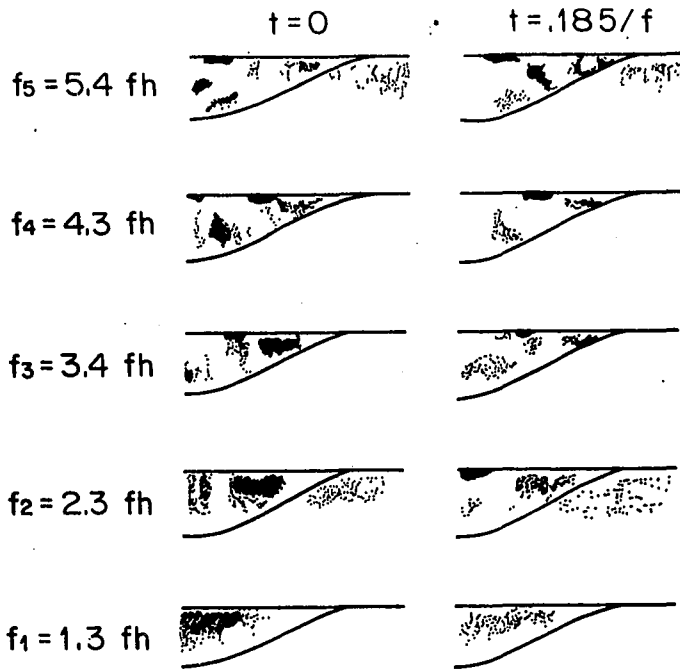 t=0 t=.185/f
f5=5.4 fh
f4=4.3 fh
f3=3.4 fh
f2=2.3 fh
f1=1.3 fh